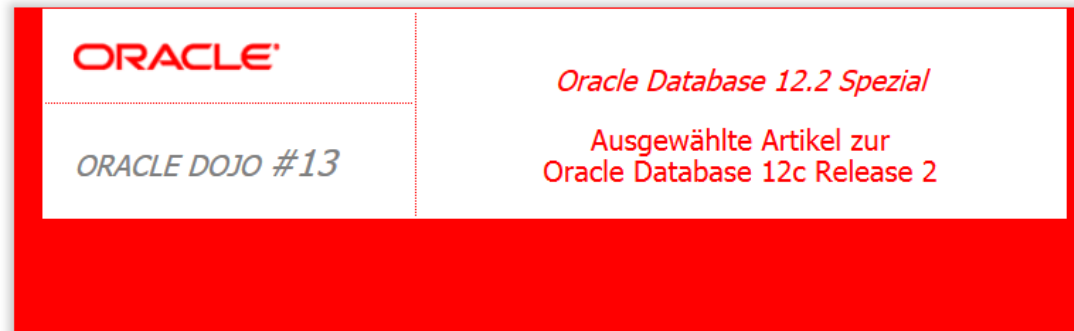 ORACLE
ORACLE DOJO #13
Oracle Database 12.2 Spezial
Ausgewählte Artikel zur
Oracle Database 12c Release 2